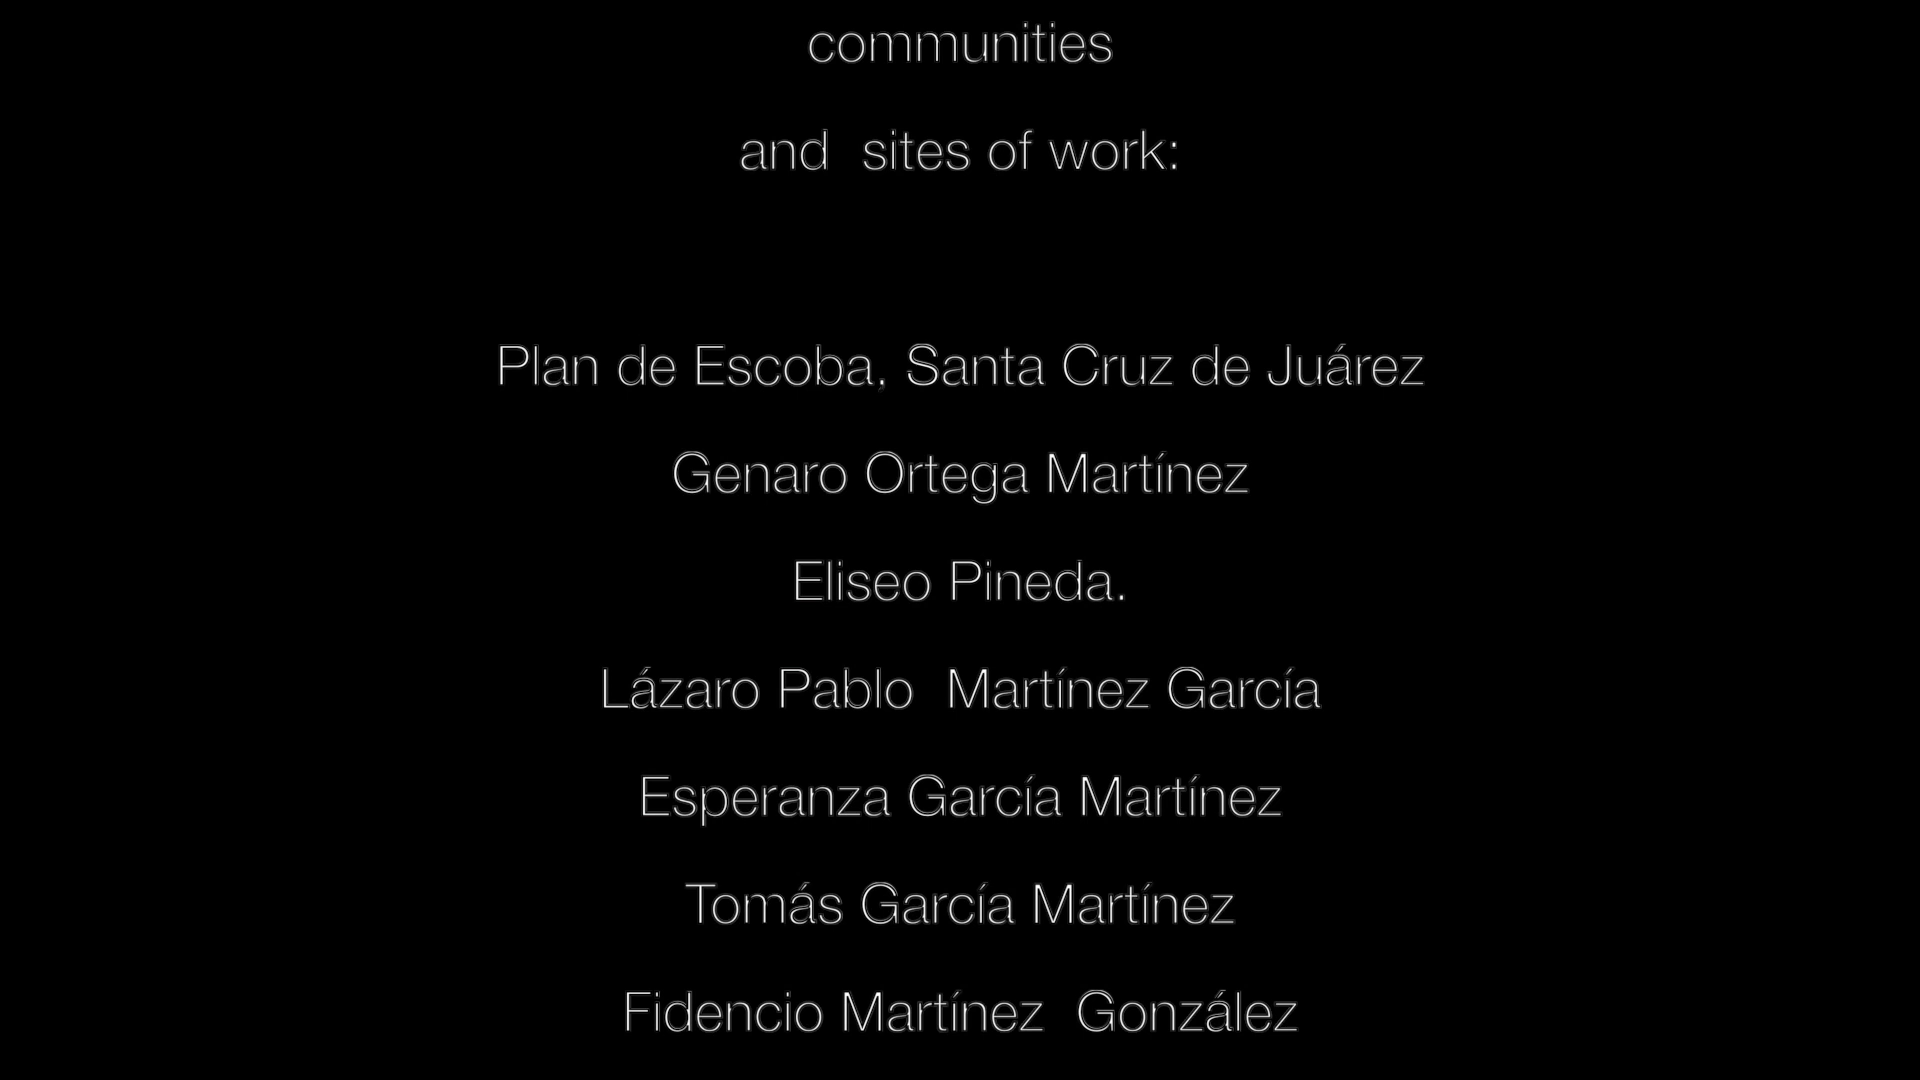 communities
and  sites of work:
Plan de Escoba, Santa Cruz de Juárez
Genaro Ortega Martínez
Eliseo Pineda.
Lázaro Pablo  Martínez García
Esperanza García Martínez
Tomás García Martínez
Fidencio Martínez  González